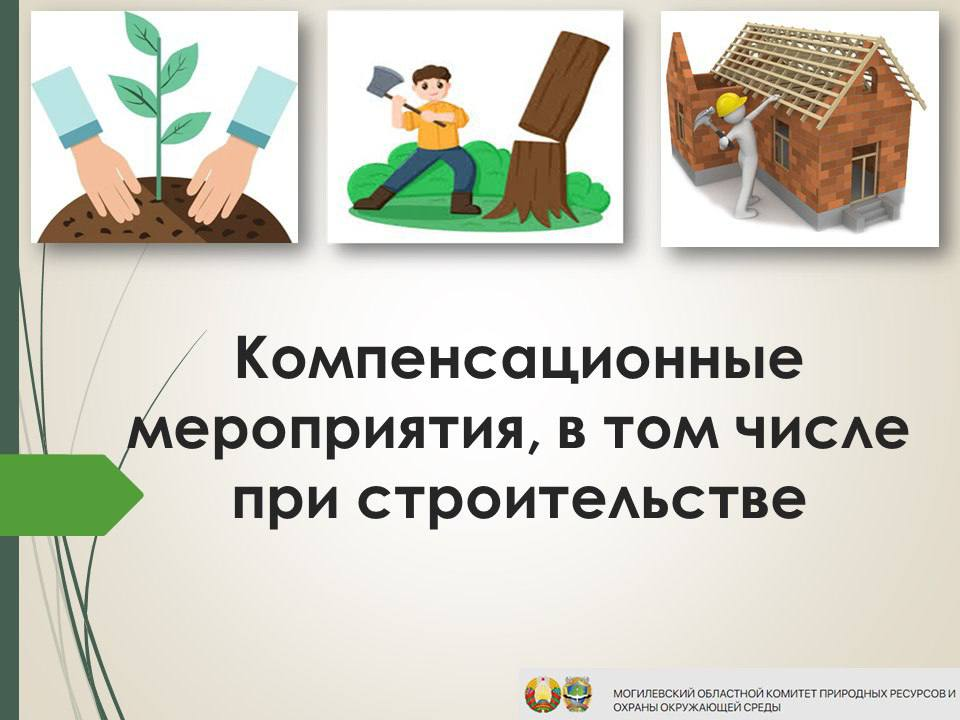 Компенсационные
мероприятия, в том числе
при строительстве
МОГИЛЕВСКИЙ ОБЛАСТНОЙ КОМИТЕТ ПРИРОДНЫХ РЕСУРСОВ И
ОХРАНЫ ОКРУЖАЮЩЕЙ СРЕДЫ